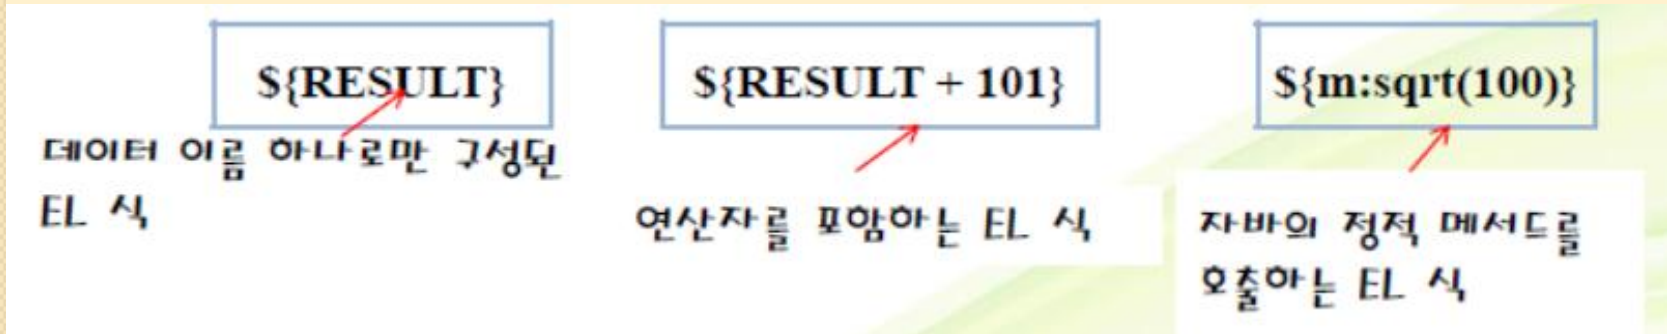 ${RESULT}
데이터 이름 하나로만 구성된
EL 식
${RESULT + 101}
연산자를 포함하는 EL 식
${m:sqrt(100)}
자바의 정적 메서드를
호출하는 EL 식